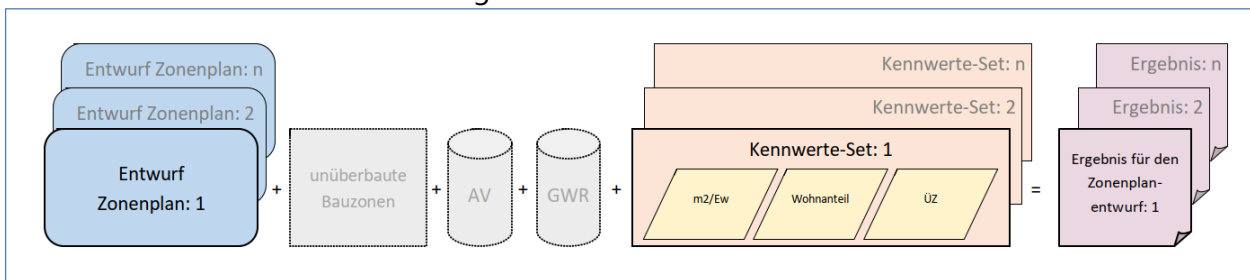 Entwurf Zonenplan: n
Entwurf Zonenplan: 2
Entwurf
Zonenplan: 1
+
unüberbaute
Bauzonen
+
AV
+
GWR
+
Kennwerte-Set: n
Kennwerte-Set: 2
Kennwerte-Set: 1
m2/Ew
Wohnanteil
ÜZ
=
Ergebnis: n
Ergebnis: 2
Ergebnis für den
Zonenplan-
entwurf: 1